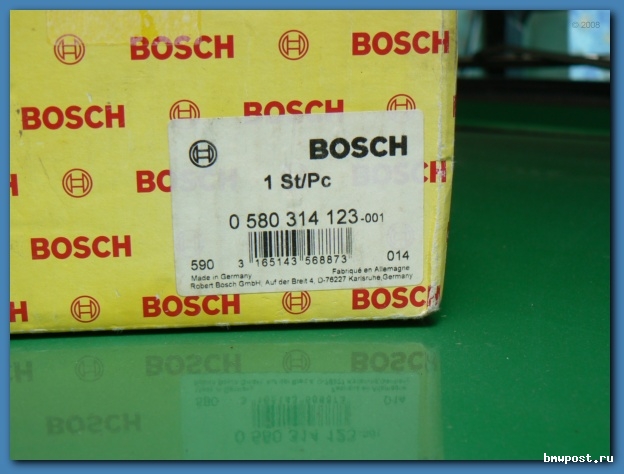 © 2008
BOSCH BOSCH
BOSCH
BOSCH
1 St/Pc
0 580 314 123-001
3 165143 568873
590 014
Made in Germany Fabriqué en Allemagne
Robert Bosch GmbH; Auf der Breit 4, D-76227 Karlsruhe,Germany
BOSCH
BOSCH BOSCH
bmwpost.ru